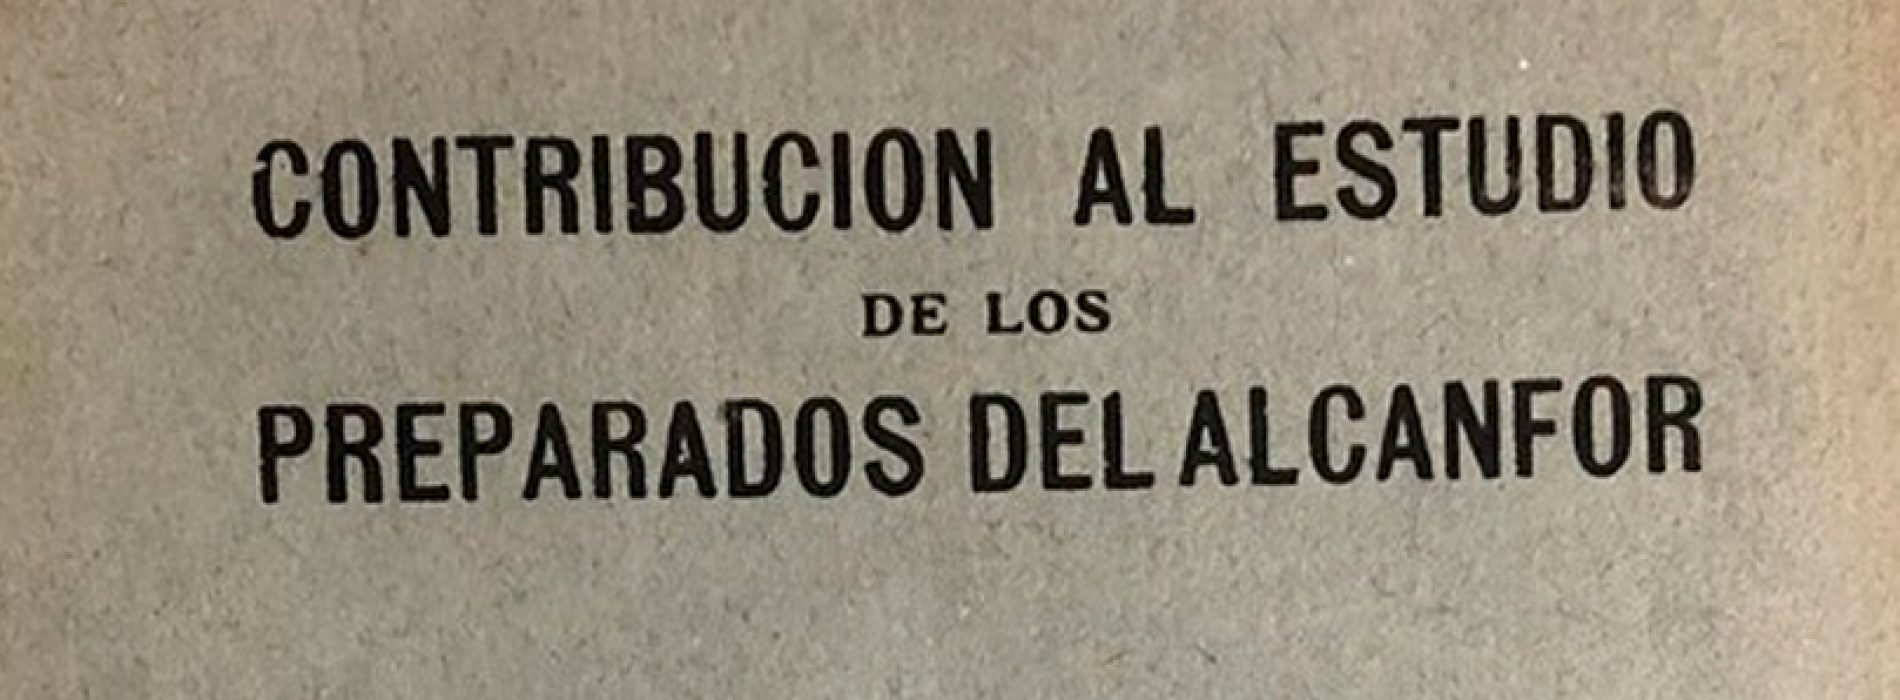 CONTRIBUCION AL ESTUDIO
DE LOS
PREPARADOS DEL ALCANFOR